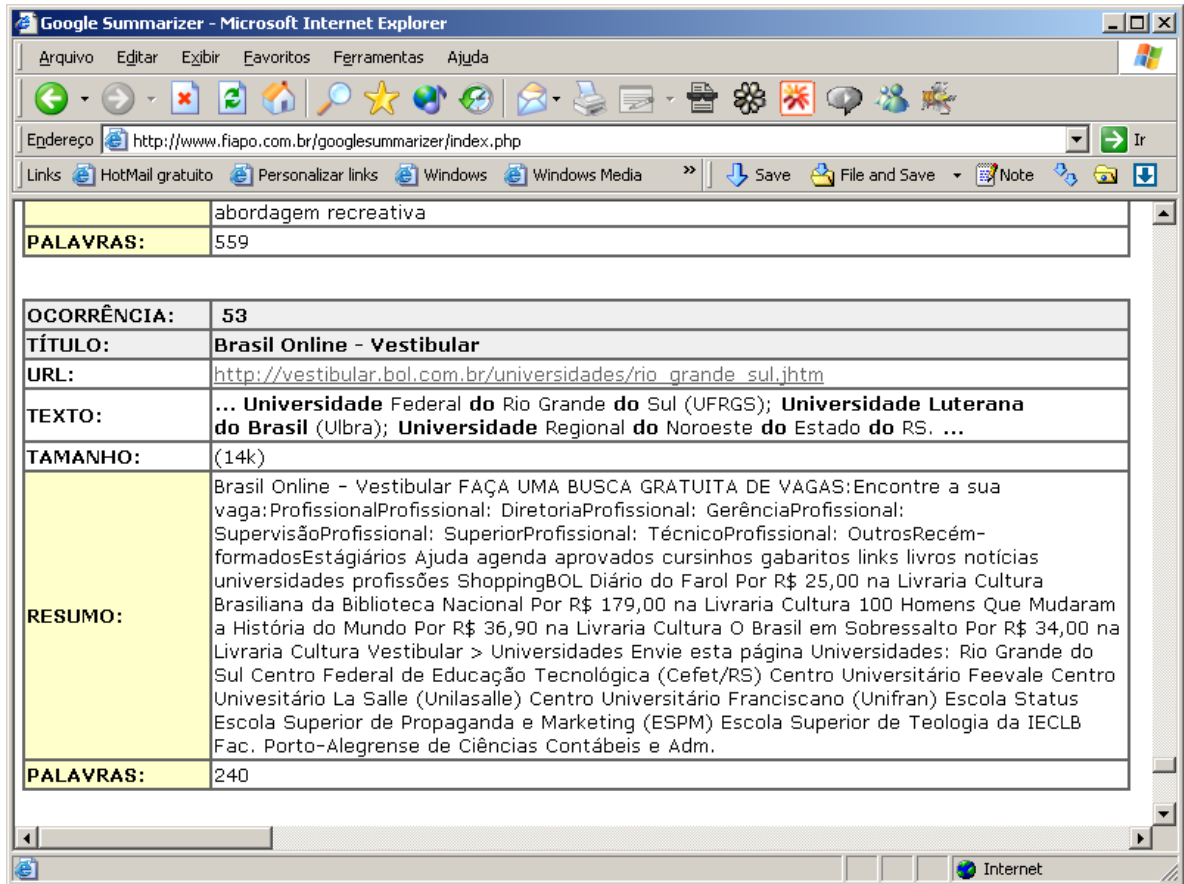 Google Summarizer - Microsoft Internet Explorer
Arquivo Editar Exibir Favoritos Ferramentas Ajuda
Endereço http://www.fiapo.com.br/googlesummarizer/index.php Ir
Links HotMail gratuito Personalizar links Windows Windows Media » Save File and Save Note
abordagem recreativa
PALAVRAS: 559
OCORRÊNCIA: 53
TÍTULO: Brasil Online - Vestibular
URL: http://vestibular.bol.com.br/universidades/rio_grande_sul.jhtm
TEXTO: ... Universidade Federal do Rio Grande do Sul (UFRGS); Universidade Luterana
do Brasil (Ulbra); Universidade Regional do Noroeste do Estado do RS. ...
TAMANHO: (14k)
RESUMO:
Brasil Online - Vestibular FAÇA UMA BUSCA GRATUITA DE VAGAS:Encontre a sua
vaga:ProfissionalProfissional: DiretoriaProfissional: GerênciaProfissional:
SupervisãoProfissional: SuperiorProfissional: TécnicoProfissional: OutrosRecém-
formadosEstágiários Ajuda agenda aprovados cursinhos gabaritos links livros notícias
universidades profissões ShoppingBOL Diário do Farol Por R$ 25,00 na Livraria Cultura
Brasiliana da Biblioteca Nacional Por R$ 179,00 na Livraria Cultura 100 Homens Que Mudaram
a História do Mundo Por R$ 36,90 na Livraria Cultura O Brasil em Sobressalto Por R$ 34,00 na
Livraria Cultura Vestibular > Universidades Envie esta página Universidades: Rio Grande do
Sul Centro Federal de Educação Tecnológica (Cefet/RS) Centro Universitário Feevale Centro
Univesitário La Salle (Unilasalle) Centro Universitário Franciscano (Unifran) Escola Status
Escola Superior de Propaganda e Marketing (ESPM) Escola Superior de Teologia da IECLB
Fac. Porto-Alegrense de Ciências Contábeis e Adm.
PALAVRAS: 240
Internet